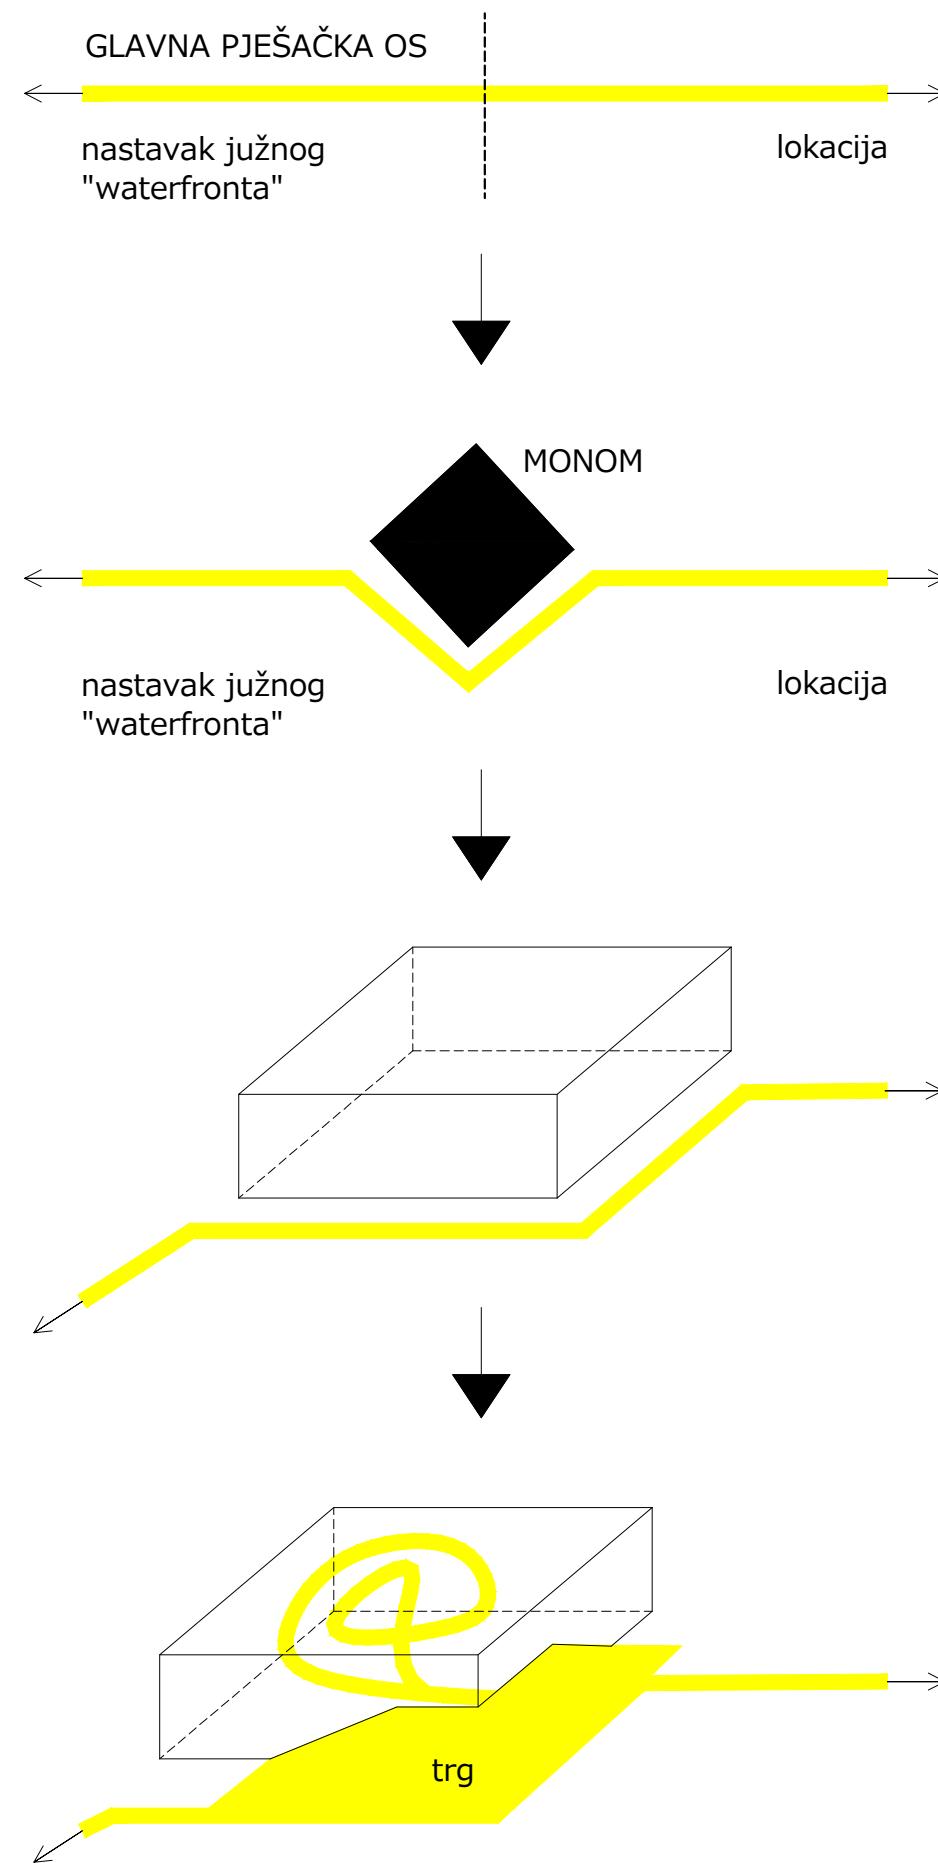 GLAVNA PJEŠAČKA OS
nastavak južnog
"waterfronta"
lokacija
MONOM
nastavak južnog
"waterfronta"
lokacija
trg